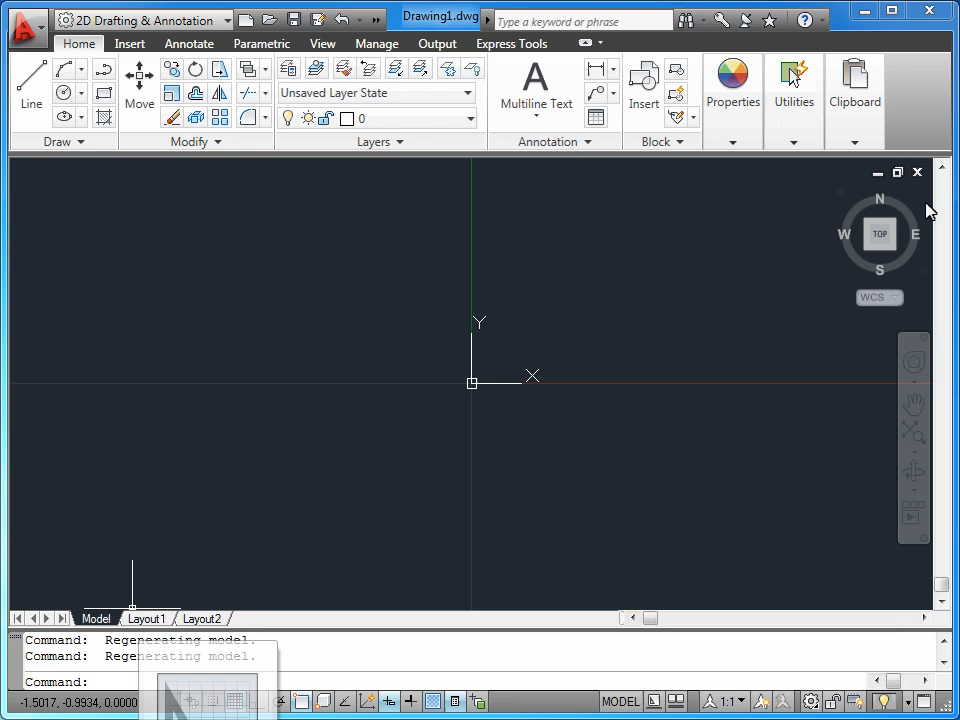 2D Drafting & Annotation
Drawing1.dwg
Type a keyword or phrase
Home Insert Annotate Parametric View Manage Output Express Tools
Line
Move
Unsaved Layer State
0
Multiline Text
Insert
Properties
Utilities
Clipboard
Draw Modify Layers Annotation Block
N
W TOP E
S
WCS
Y
X
Model Layout1 Layout2
Command: Regenerating model.
Command: Regenerating model.
Command:
-1.5017, -0.9934, 0.0000
MODEL
1:1